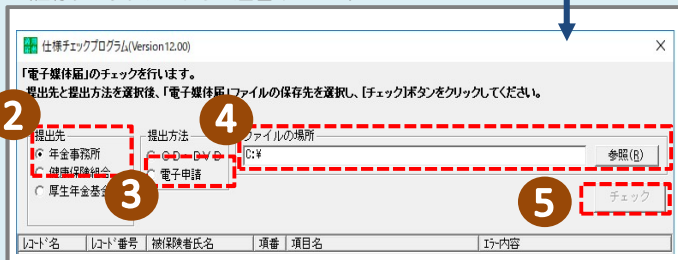 仕様チェックプログラム(Version12.00)
「電子媒体届」のチェックを行います。
提出先と提出方法を選択後、「電子媒体届」ファイルの保存先を選択し、[チェック]ボタンをクリックしてください。
2
4
提出先
提出方法
ファイルの場所
年金事務所
CD・DVD
C:¥
参照(R)
健康保険組合
電子申請
3
厚生年金基金
5
チェック
レコード名 レコード番号 被保険者氏名 項番 項目名 エラー内容